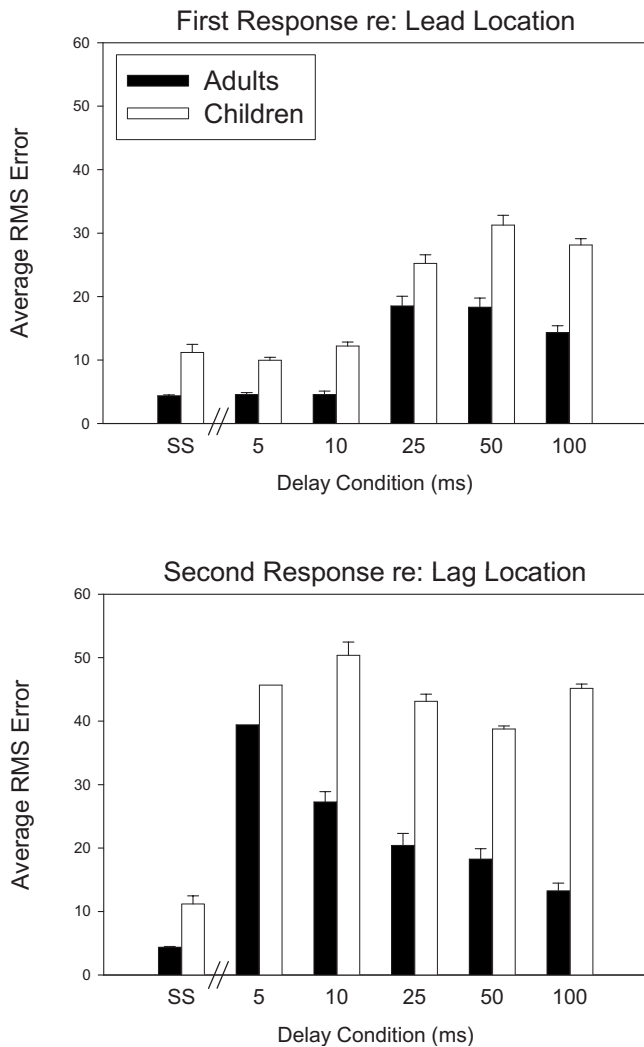 First Response re: Lead Location
60
50
40
30
20
10
0
Average RMS Error
Adults
Children
SS 5 10 25 50 100
Delay Condition (ms)
Second Response re: Lag Location
60
50
40
30
20
10
0
Average RMS Error
SS 5 10 25 50 100
Delay Condition (ms)